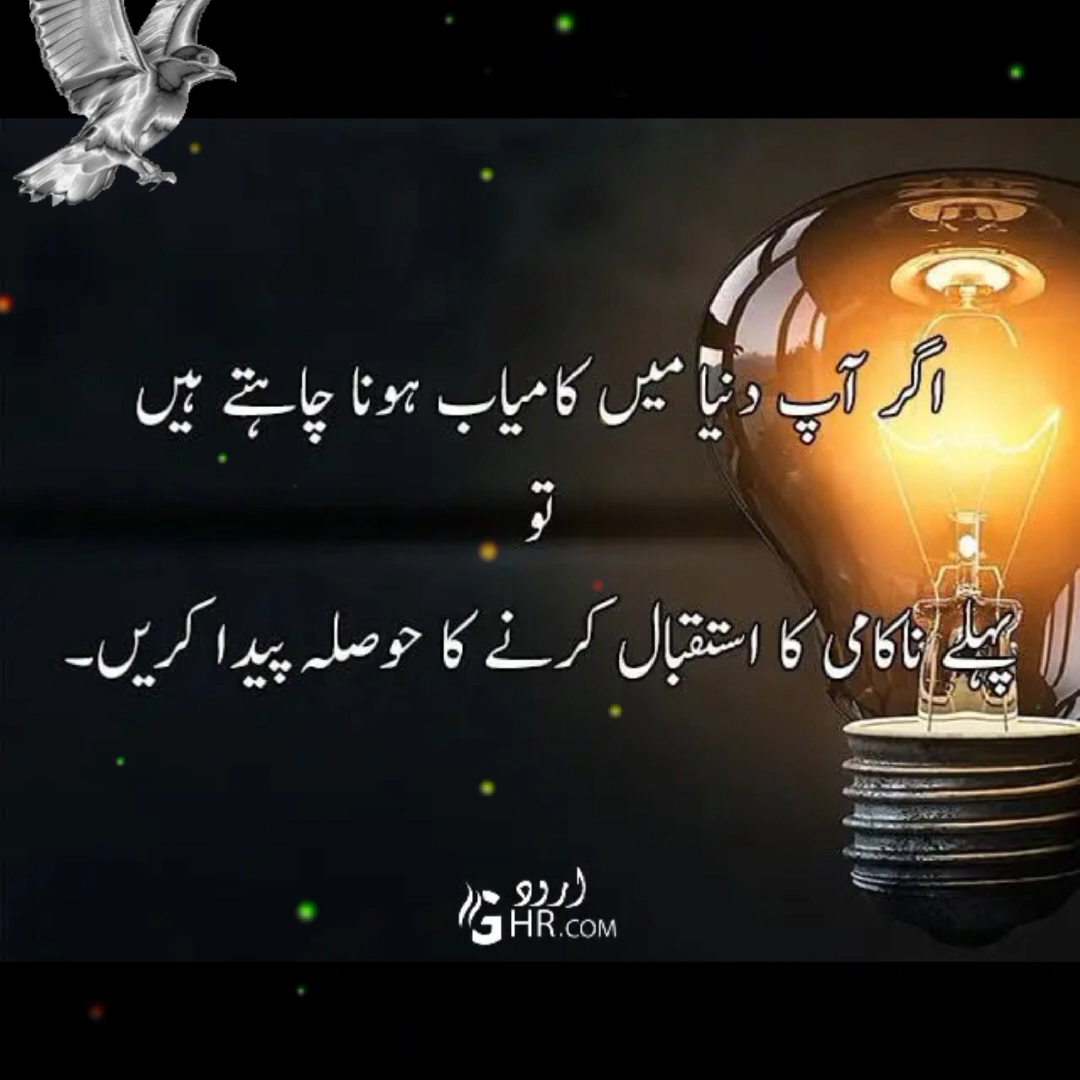 اگر آپ دنیا میں کامیاب ہونا چاہتے ہیں
تو
پہلے ناکامی کا استقبال کرنے کا حوصلہ پیدا کریں۔
اردو
GHR.COM